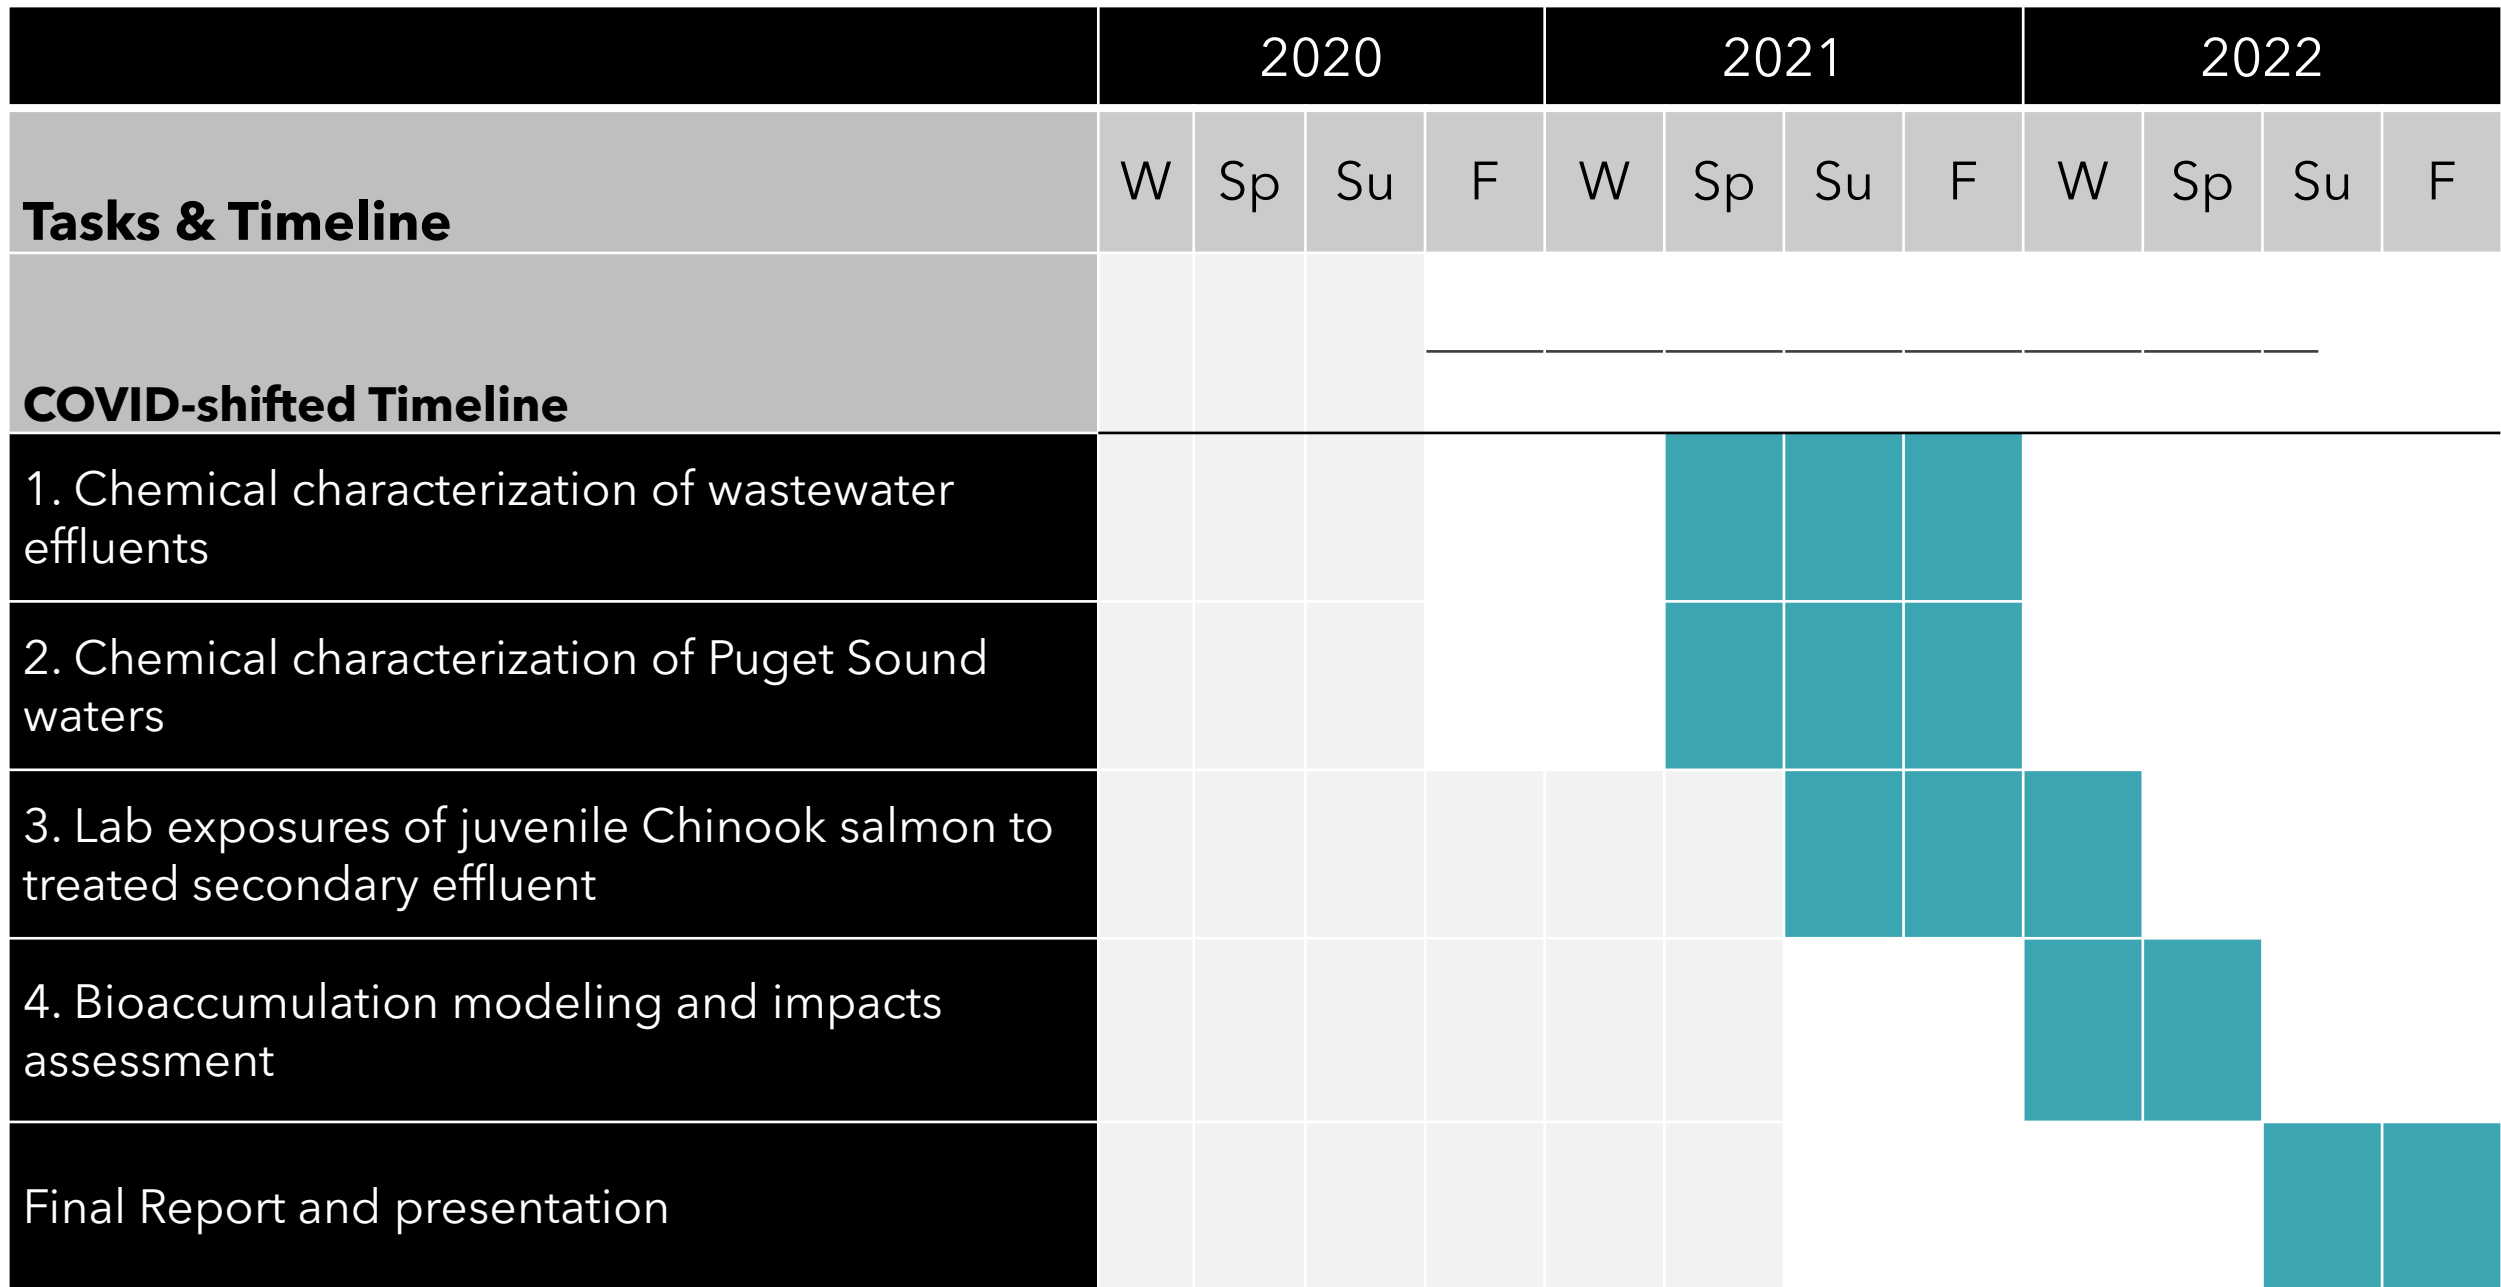 2020 2021 2022
Tasks & Timeline W Sp Su F W Sp Su F W Sp Su F
COVID-shifted Timeline
1. Chemical characterization of wastewater
effluents
2. Chemical characterization of Puget Sound
waters
3. Lab exposures of juvenile Chinook salmon to
treated secondary effluent
4. Bioaccumulation modeling and impacts
assessment
Final Report and presentation